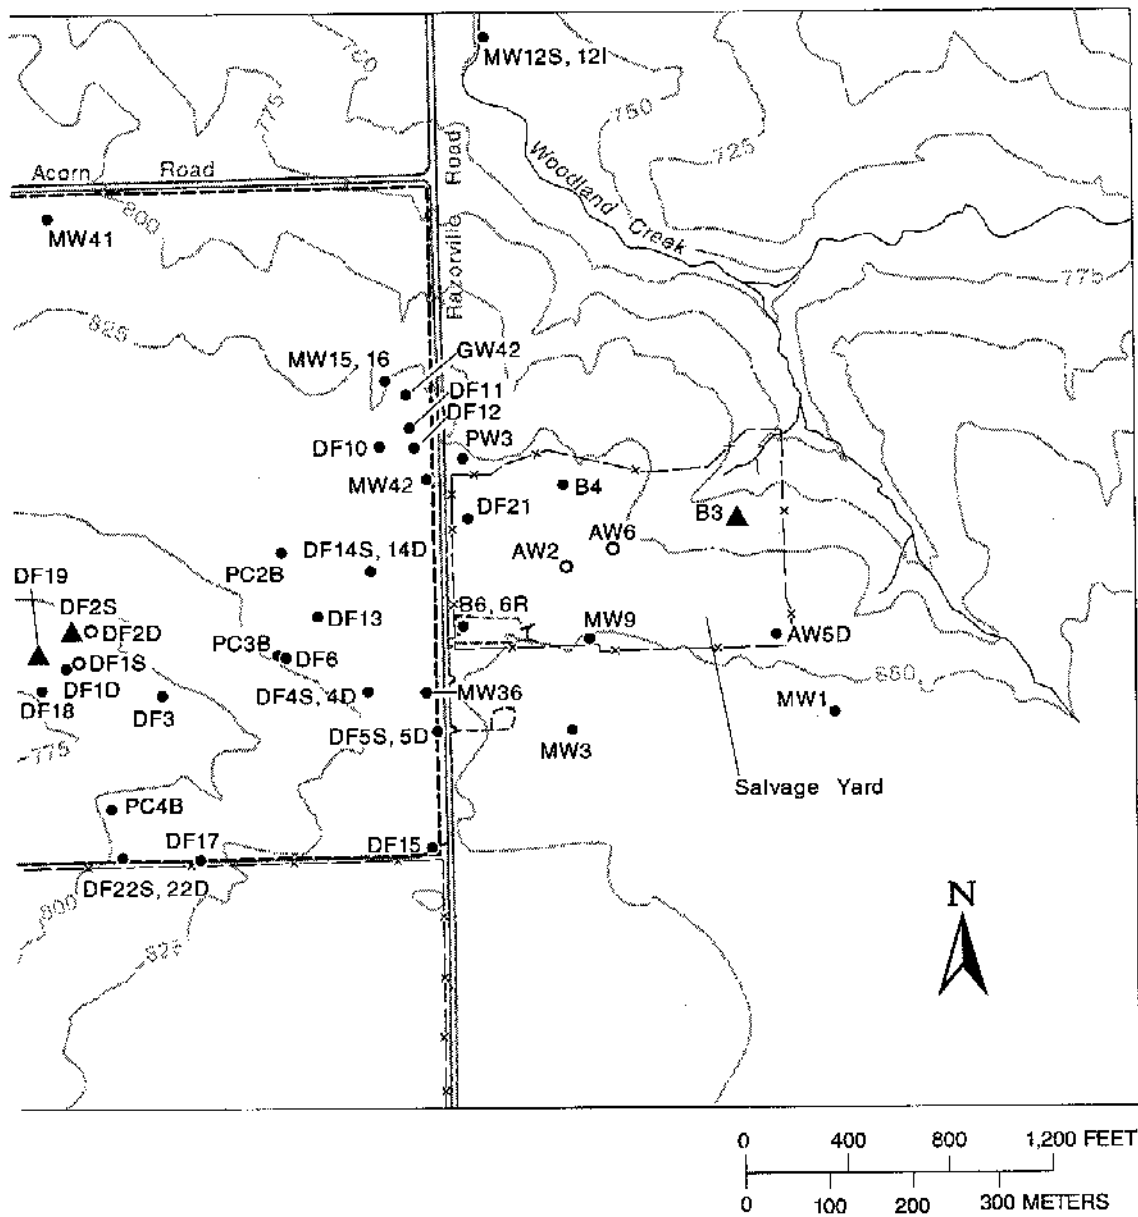 MW12S, 12I
750
775
750
725
Acorn Road
Razorville Road
Woodland Creek
800
MW41
775
825
MW15, 16
GW42
DF11
DF12
DF10
PW3
MW42
B4
DF21
B3
AW6
AW2
DF14S, 14D
PC2B
DF19
DF2S
DF2D
DF13
B6, 6R
MW9
AW5D
PC3B
DF6
DF1S
DF1D
DF18
DF3
DF4S, 4D
MW36
850
MW1
DF5S, 5D
MW3
775
Salvage Yard
PC4B
DF17
DF15
DF22S, 22D
800
825
N
0 400 800 1,200 FEET
0 100 200 300 METERS